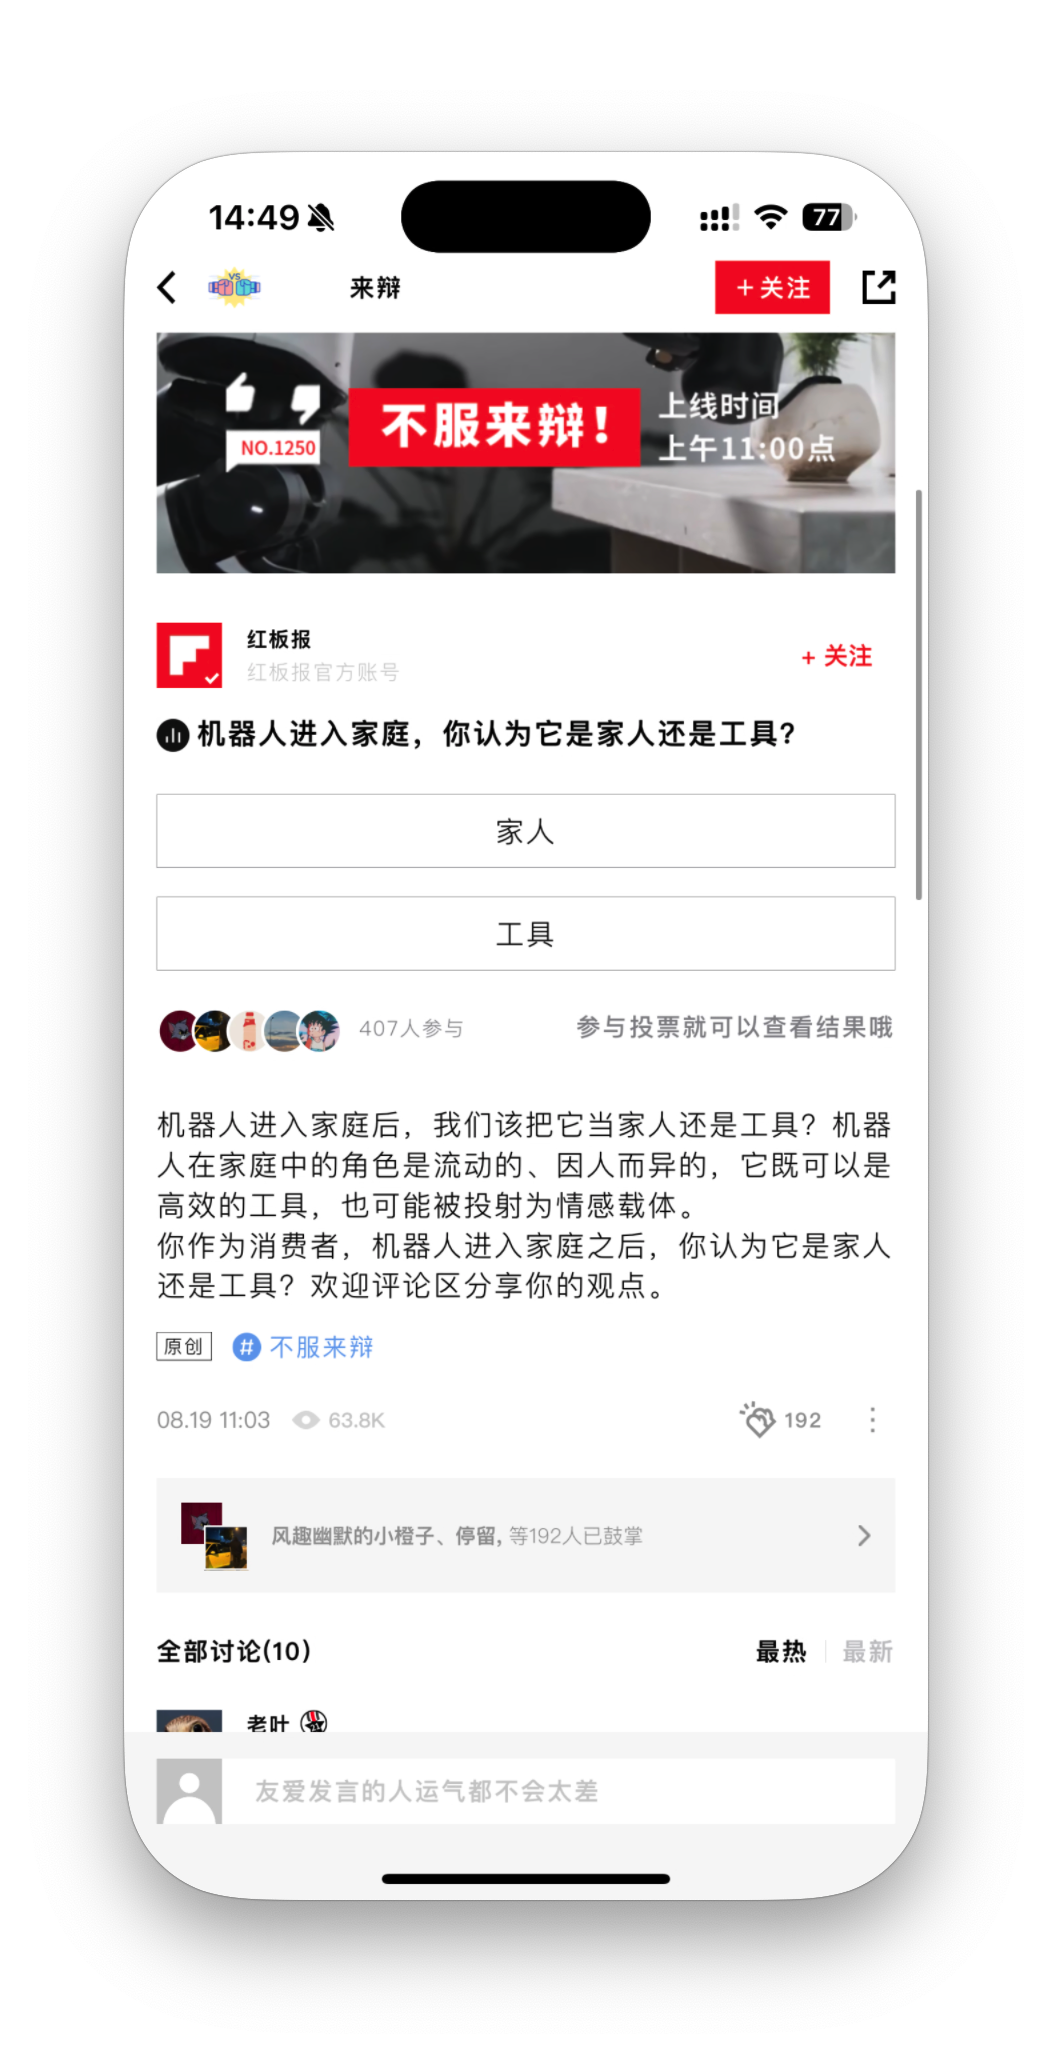 14:49
77
VS
来辩
+关注
NO.1250
不服来辩！
上线时间
上午11:00点
红板报
红板报官方账号
+ 关注
机器人进入家庭，你认为它是家人还是工具？
家人
工具
407人参与
参与投票就可以查看结果哦
机器人进入家庭后，我们该把它当家人还是工具？机器
人在家庭中的角色是流动的、因人而异的，它既可以是
高效的工具，也可能被投射为情感载体。
你作为消费者，机器人进入家庭之后，你认为它是家人
还是工具？欢迎评论区分享你的观点。
原创 # 不服来辩
08.19 11:03 63.8K
192
风趣幽默的小橙子、停留, 等192人已鼓掌
全部讨论(10)
最热 最新
老叶
友爱发言的人运气都不会太差